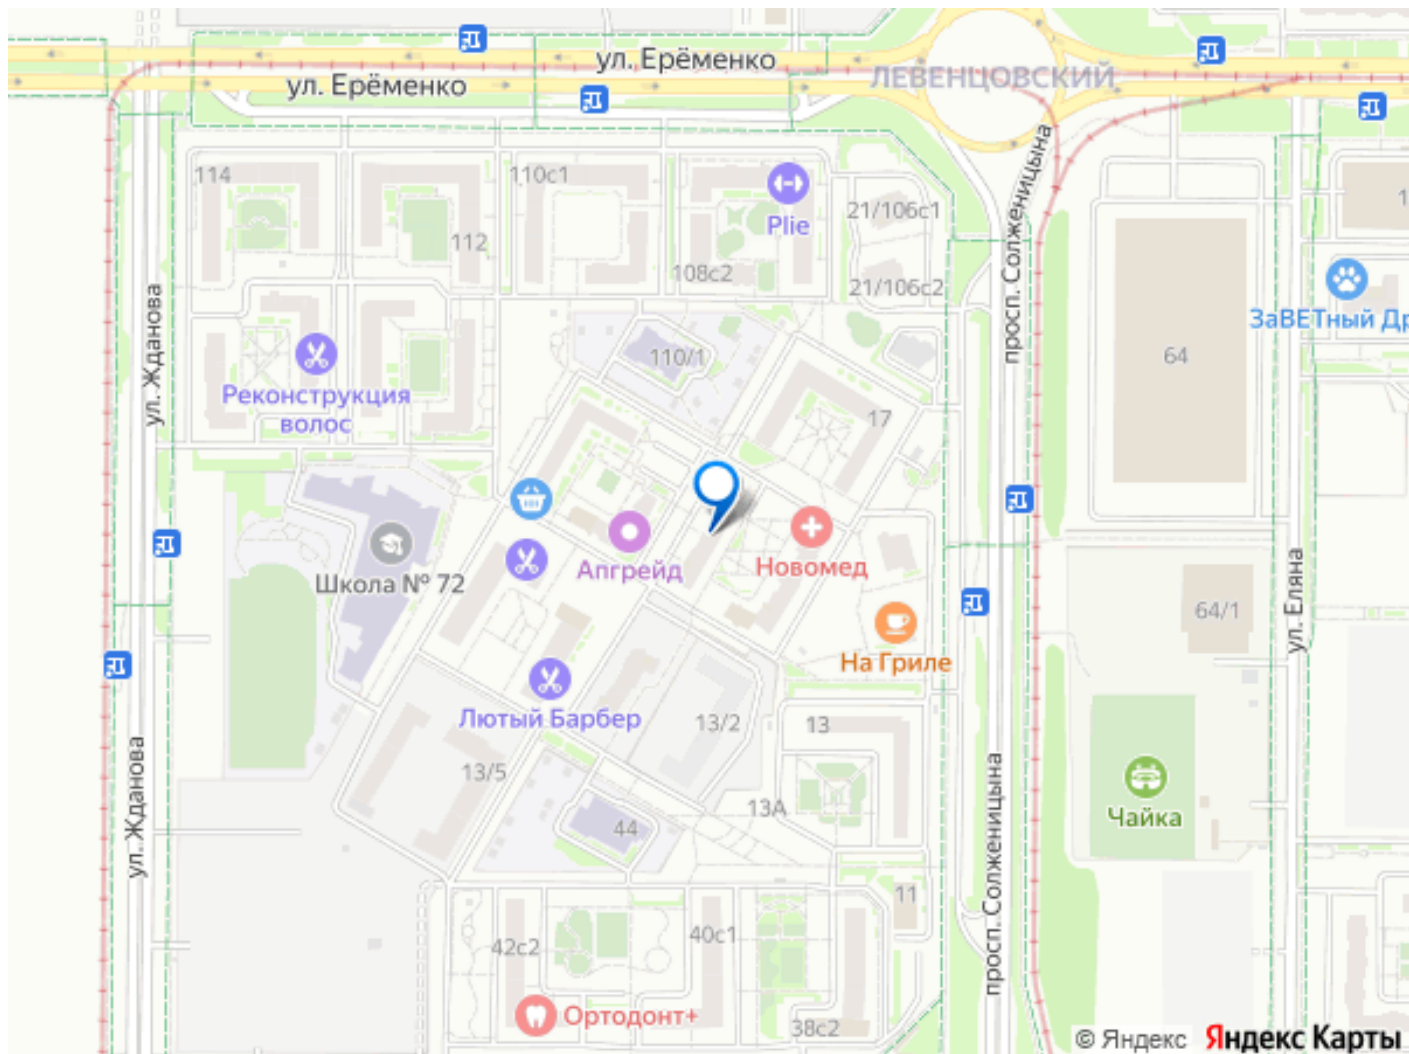 ул. Ерёменко
ул. Ерёменко
ЛЕВЕНЦОВСКИЙ
114
110с1
112
Plie
108с2
21/106с1
21/106с2
просп. Солженицына
ЗаВЕТный Др
ул. Жданова
110/1
64
Реконструкция
волос
17
Школа № 72
Апгрейд
Новомед
64/1
ул. Еляна
На Гриле
Лютый Барбер
13/2
13
13/5
ул. Жданова
13А
просп. Солженицына
Чайка
44
11
42с2
40с1
Ортодонт+
38с2
© Яндекс Яндекс Карты